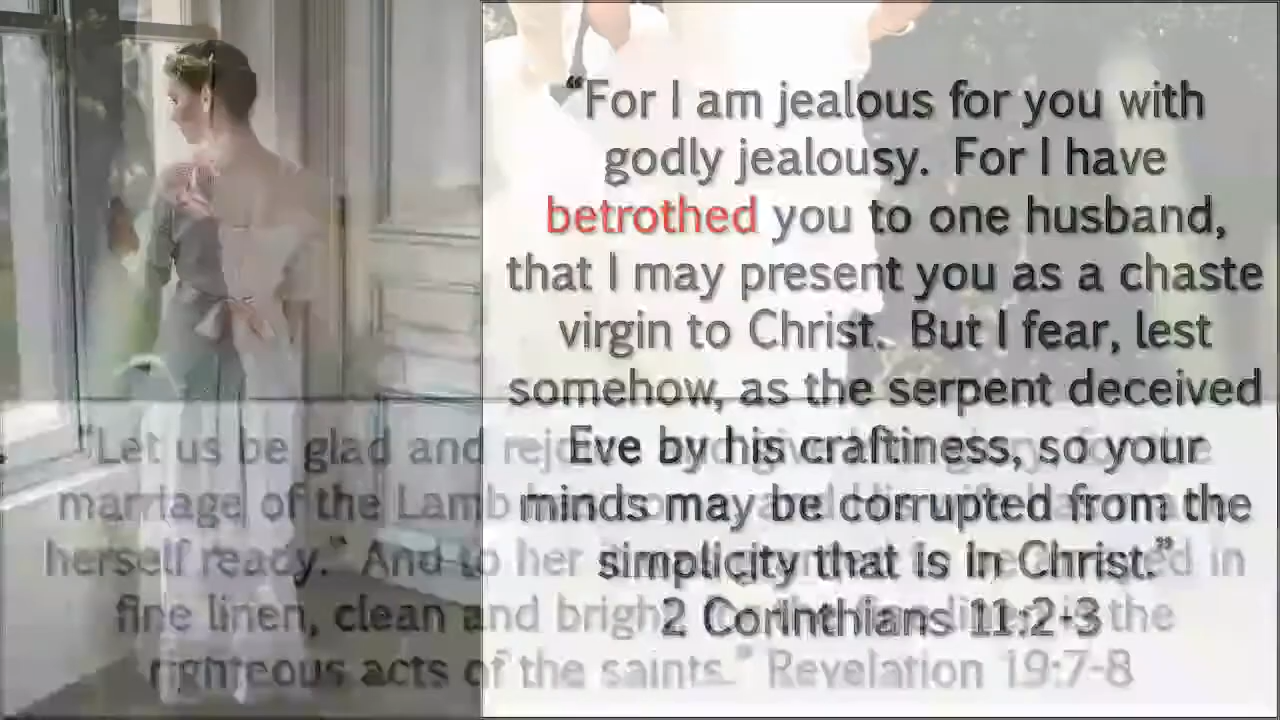 “For I am jealous for you with
godly jealousy. For I have
betrothed you to one husband,
that I may present you as a chaste
virgin to Christ. But I fear, lest
somehow, as the serpent deceived
Eve by his craftiness, so your
minds may be corrupted from the
simplicity that is in Christ.”
2 Corinthians 11:2-3
“Let us be glad and
marriage of the Lamb
herself ready.” And to her in
fine linen, clean and bright the
righteous acts of the saints.” Revelation 19:7-8